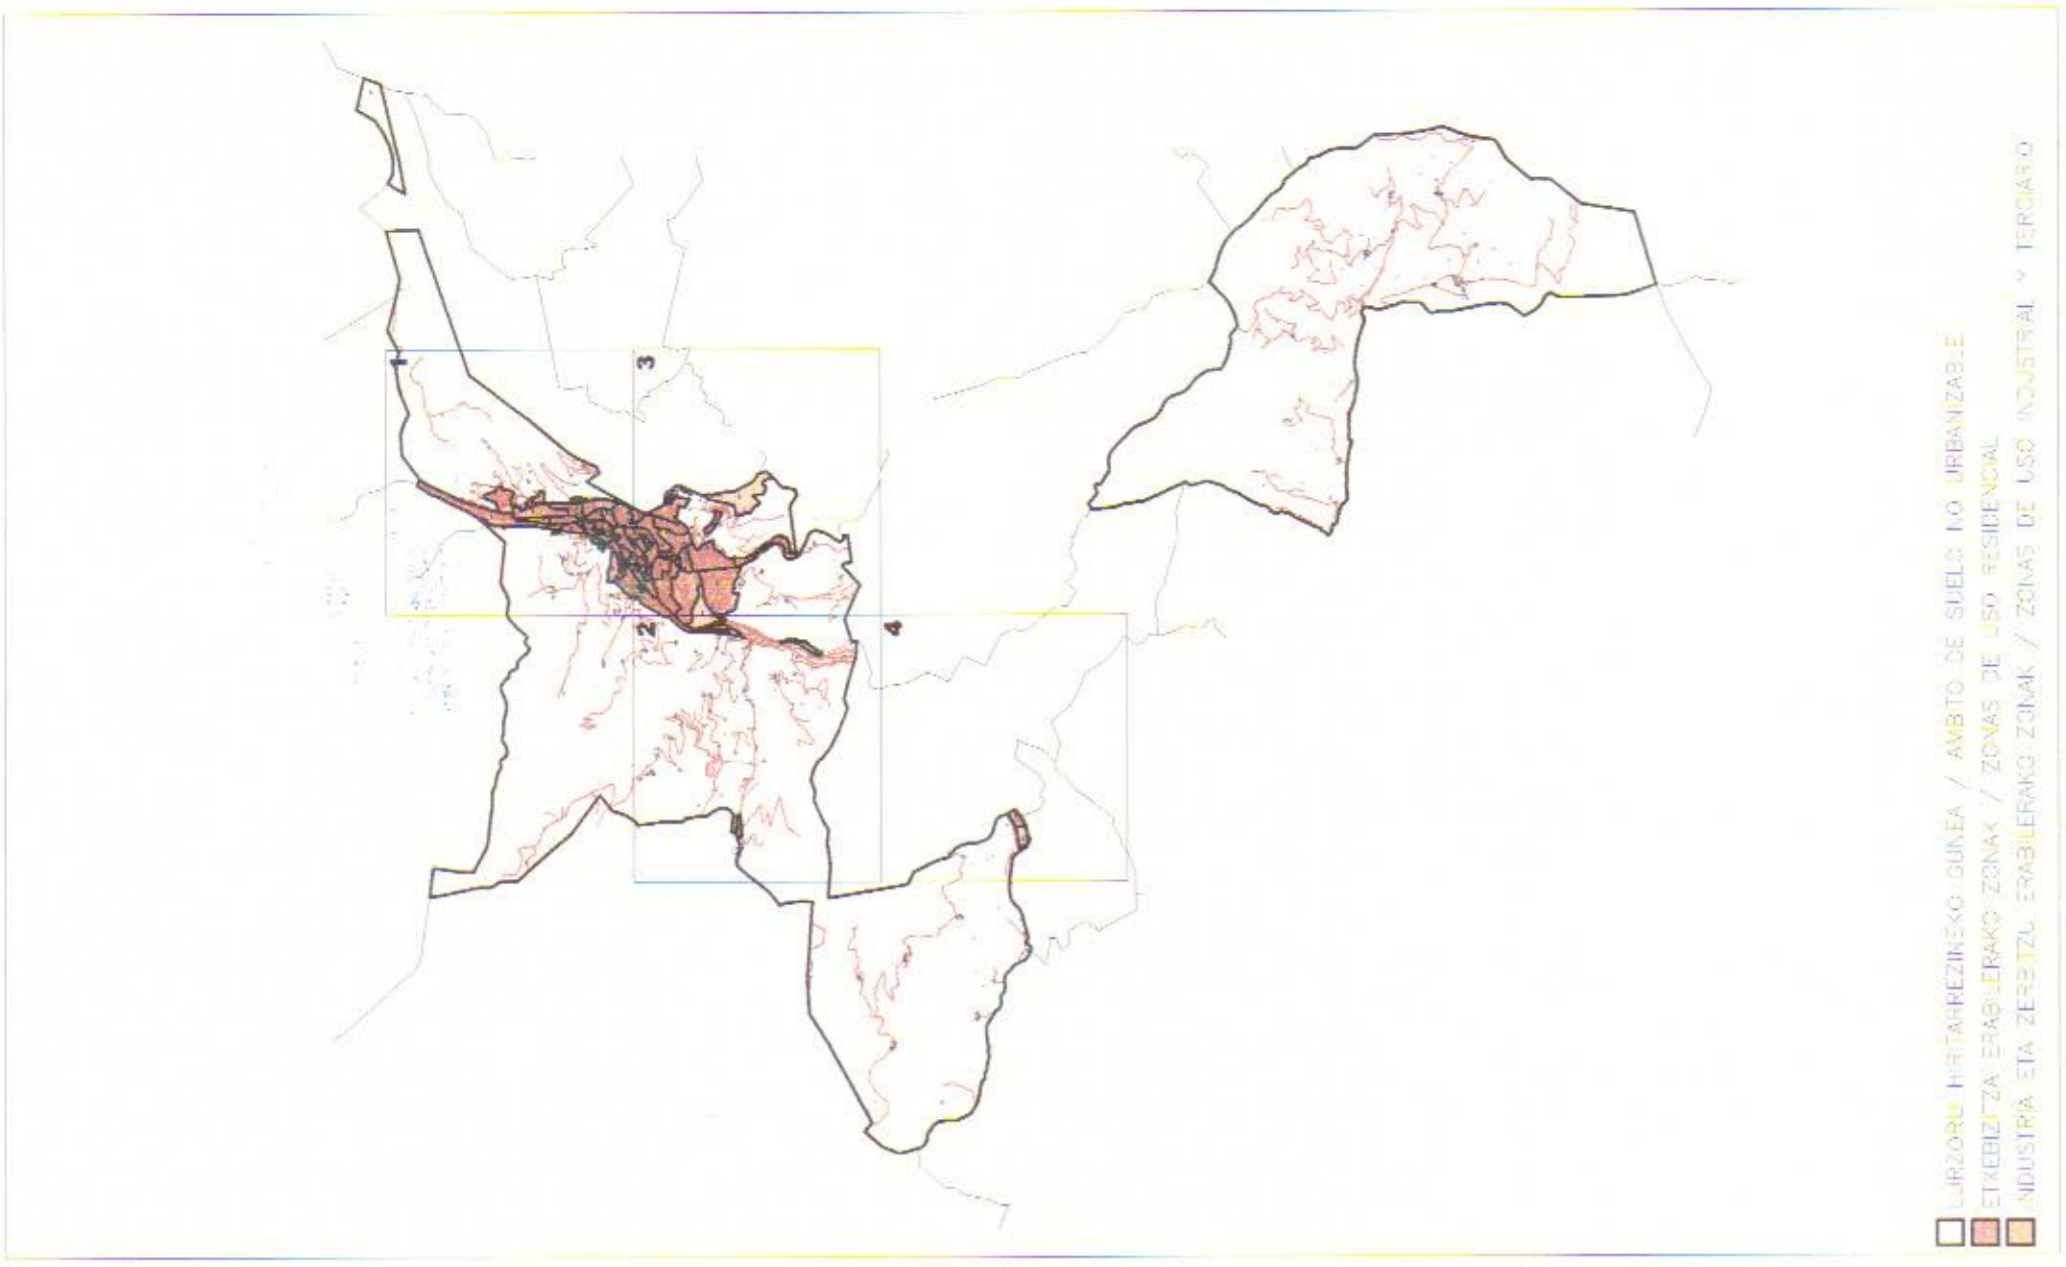 1
3
2
4
LURZORU HIRITARREZINEKO GUNEA / AMBITO DE SUELO NO URBANIZABLE
ETXEBIZITZA ERABILERAKO ZONAK / ZONAS DE USO RESIDENCIAL
INDUSTRIA ETA ZERBITZU ERABILERAKO ZONAK / ZONAS DE USO INDUSTRIAL Y TERCIARIO